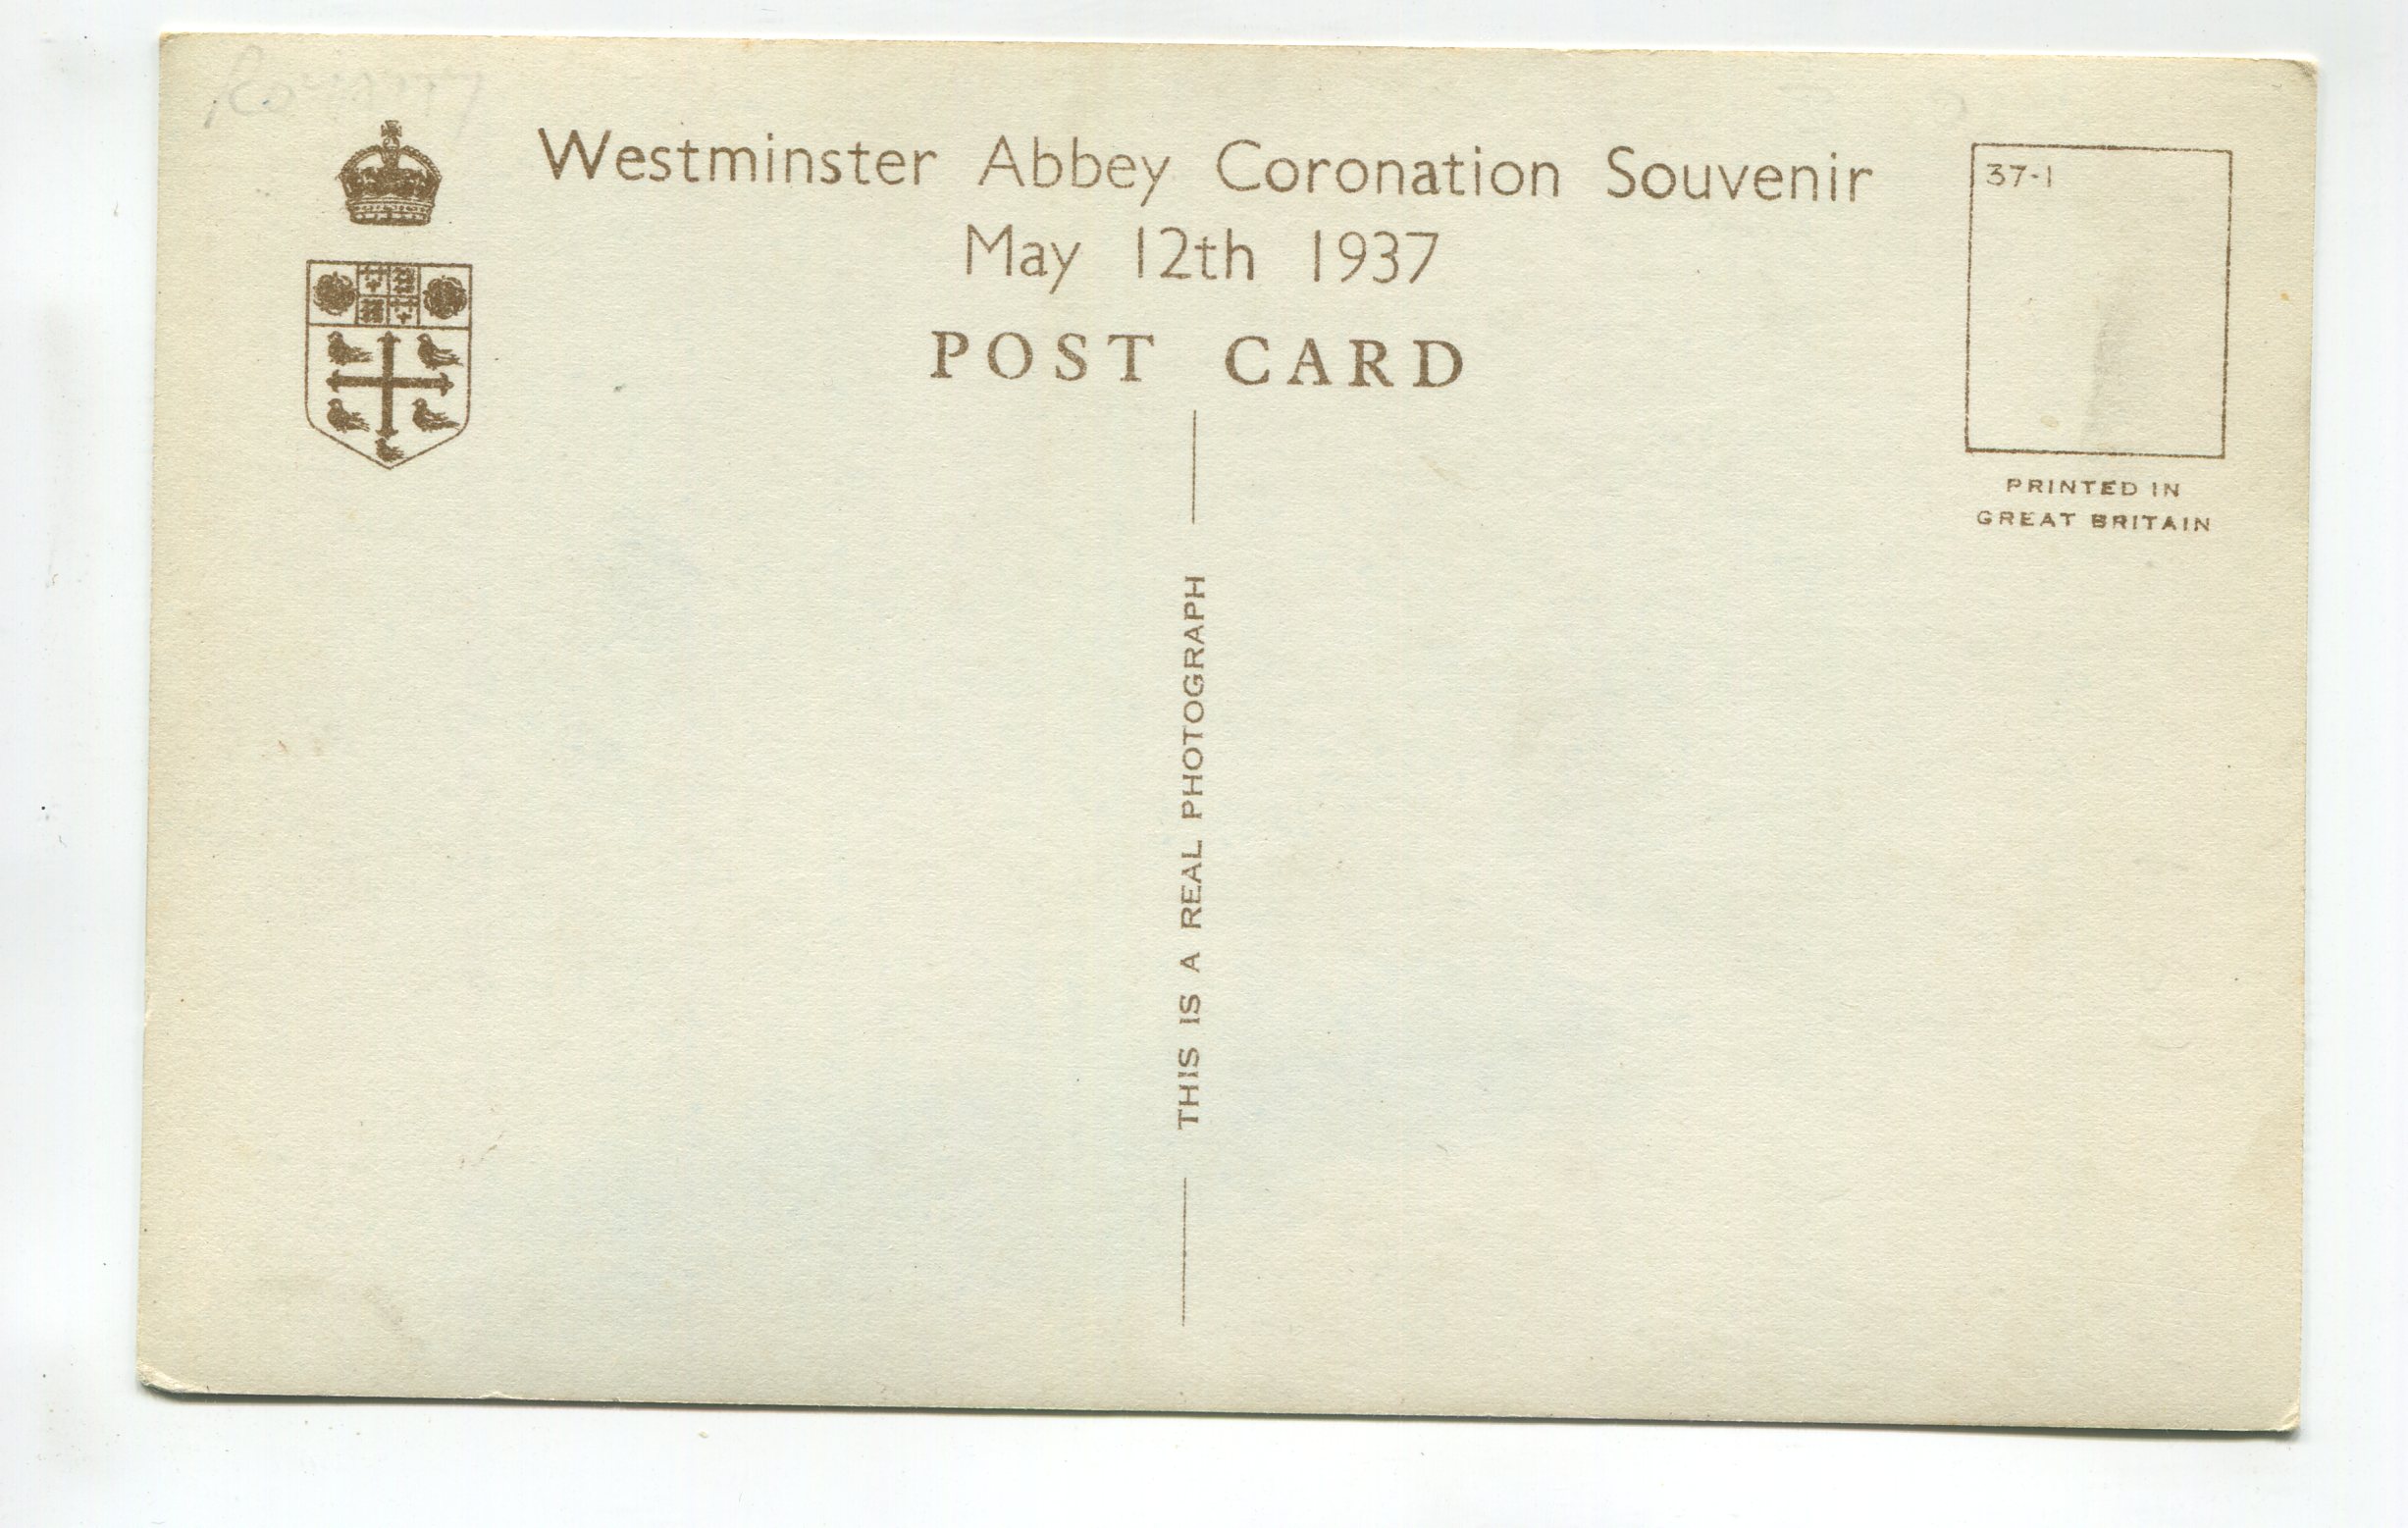 Westminster Abbey Coronation Souvenir
May 12th 1937
POST CARD
37-1
PRINTED IN
GREAT BRITAIN
THIS IS A REAL PHOTOGRAPH